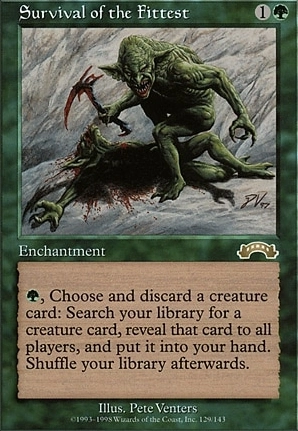 Survival of the Fittest 1
PV 97
Enchantment
, Choose and discard a creature
card: Search your library for a
creature card, reveal that card to all
players, and put it into your hand.
Shuffle your library afterwards.
Illus. Pete Venters
©1993-1998 Wizards of the Coast, Inc. 129/143